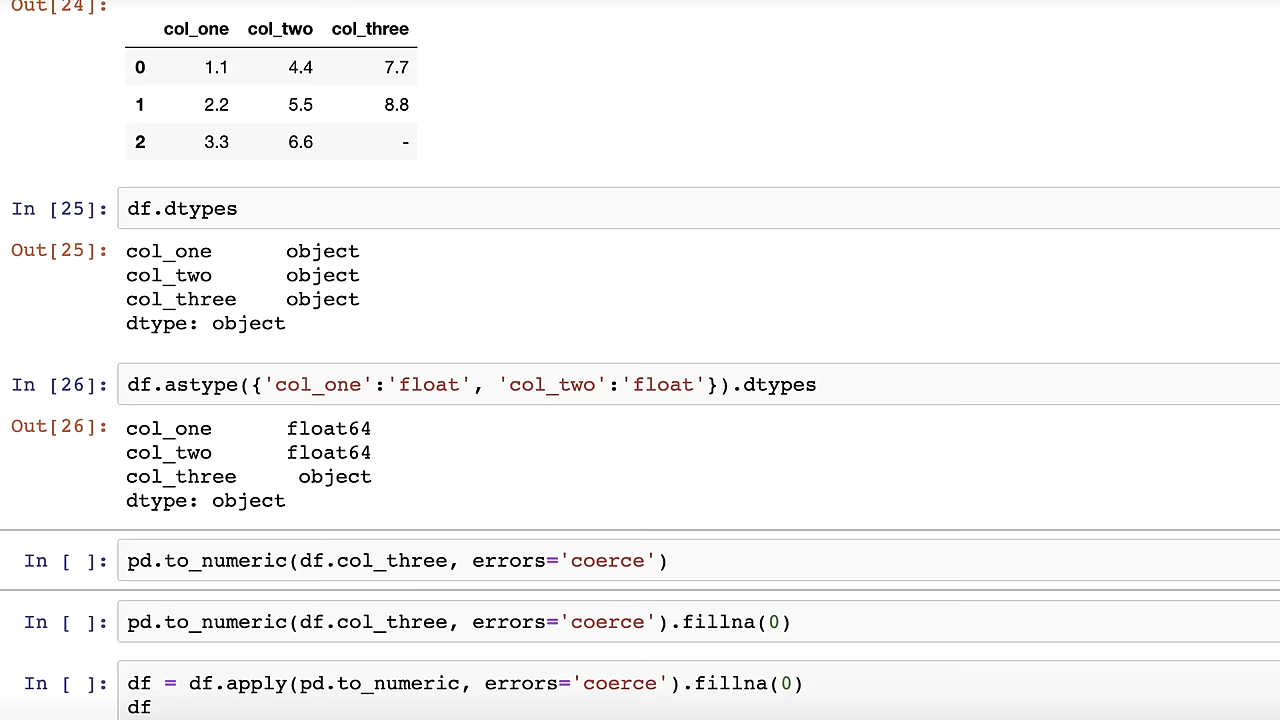 Out[24]:
col_one col_two col_three
0 1.1 4.4 7.7
1 2.2 5.5 8.8
2 3.3 6.6 -
In [25]: df.dtypes
Out[25]: col_one object
col_two object
col_three object
dtype: object
In [26]: df.astype({'col_one':'float', 'col_two':'float'}).dtypes
Out[26]: col_one float64
col_two float64
col_three object
dtype: object
In [ ]: pd.to_numeric(df.col_three, errors='coerce')
In [ ]: pd.to_numeric(df.col_three, errors='coerce').fillna(0)
In [ ]: df = df.apply(pd.to_numeric, errors='coerce').fillna(0)
df